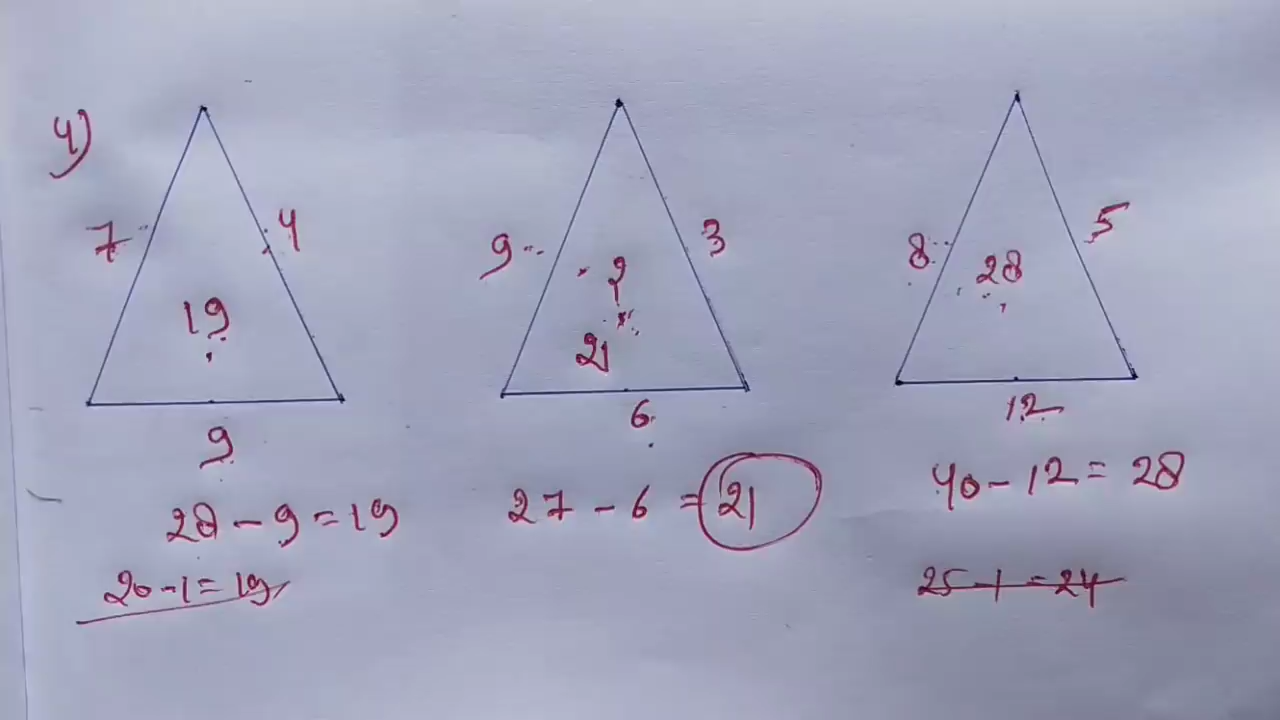 4)
7 4 19 9
9 3 ? 21 6
8 5 28 12
28 - 9 = 19
27 - 6 = 21
40 - 12 = 28
20 - 1 = 19
25 - 1 = 24